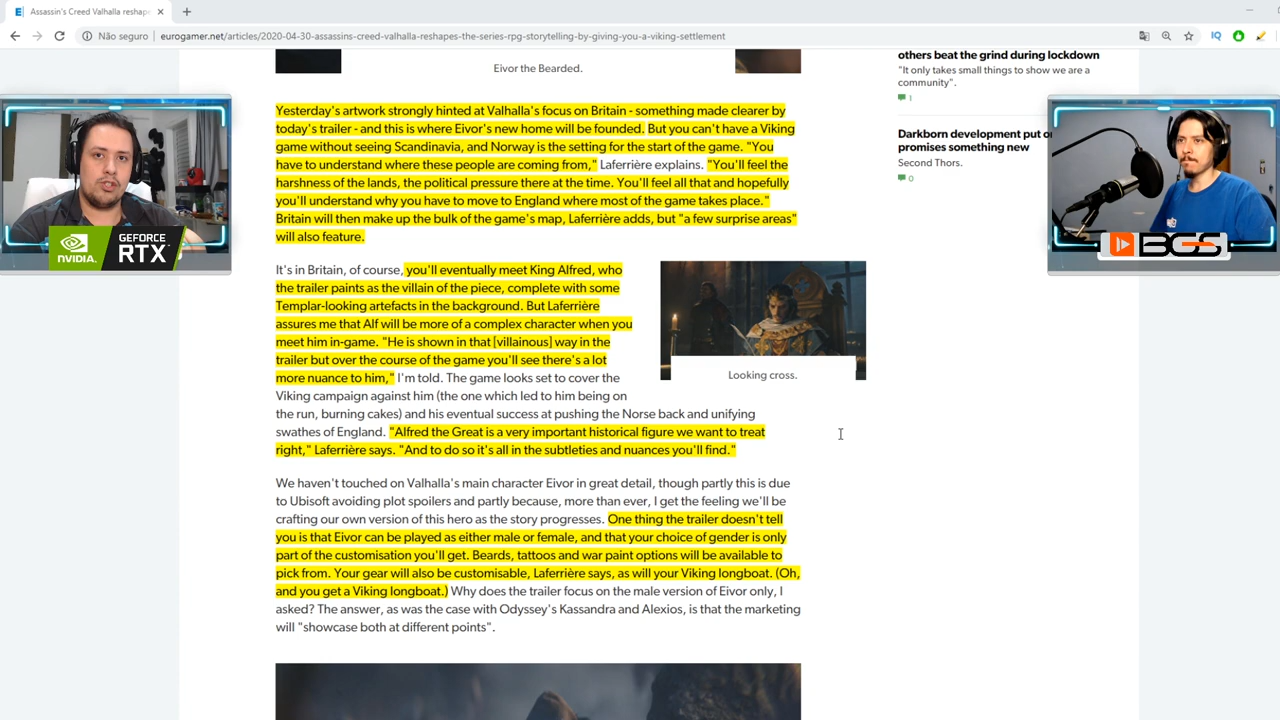 Assassin's Creed Valhalla reshape
Não seguro
eurogamer.net/articles/2020-04-30-assassins-creed-valhalla-reshapes-the-series-rpg-storytelling-by-giving-you-a-viking-settlement
IQ
Eivor the Bearded.
Yesterday's artwork strongly hinted at Valhalla's focus on Britain - something made clearer by
today's trailer - and this is where Eivor's new home will be founded. But you can't have a Viking
game without seeing Scandinavia, and Norway is the setting for the start of the game. "You
have to understand where these people are coming from," Laferrière explains. "You'll feel the
harshness of the lands, the political pressure there at the time. You'll feel all that and hopefully
you'll understand why you have to move to England where most of the game takes place."
Britain will then make up the bulk of the game's map, Laferrière adds, but "a few surprise areas"
will also feature.
It's in Britain, of course, you'll eventually meet King Alfred, who
the trailer paints as the villain of the piece, complete with some
Templar-looking artefacts in the background. But Laferrière
assures me that Alf will be more of a complex character when you
meet him in-game. "He is shown in that [villainous] way in the
trailer but over the course of the game you'll see there's a lot
more nuance to him," I'm told. The game looks set to cover the
Viking campaign against him (the one which led to him being on
the run, burning cakes) and his eventual success at pushing the Norse back and unifying
swathes of England. "Alfred the Great is a very important historical figure we want to treat
right," Laferrière says. "And to do so it's all in the subtleties and nuances you'll find."
Looking cross.
We haven't touched on Valhalla's main character Eivor in great detail, though partly this is due
to Ubisoft avoiding plot spoilers and partly because, more than ever, I get the feeling we'll be
crafting our own version of this hero as the story progresses. One thing the trailer doesn't tell
you is that Eivor can be played as either male or female, and that your choice of gender is only
part of the customisation you'll get. Beards, tattoos and war paint options will be available to
pick from. Your gear will also be customisable, Laferrière says, as will your Viking longboat. (Oh,
and you get a Viking longboat.) Why does the trailer focus on the male version of Eivor only, I
asked? The answer, as was the case with Odyssey's Kassandra and Alexios, is that the marketing
will "showcase both at different points".
others beat the grind during lockdown
"It only takes small things to show we are a
community".
1
Darkborn development put o
promises something new
Second Thors.
0
NVIDIA.
GEFORCE
RTX
BGS